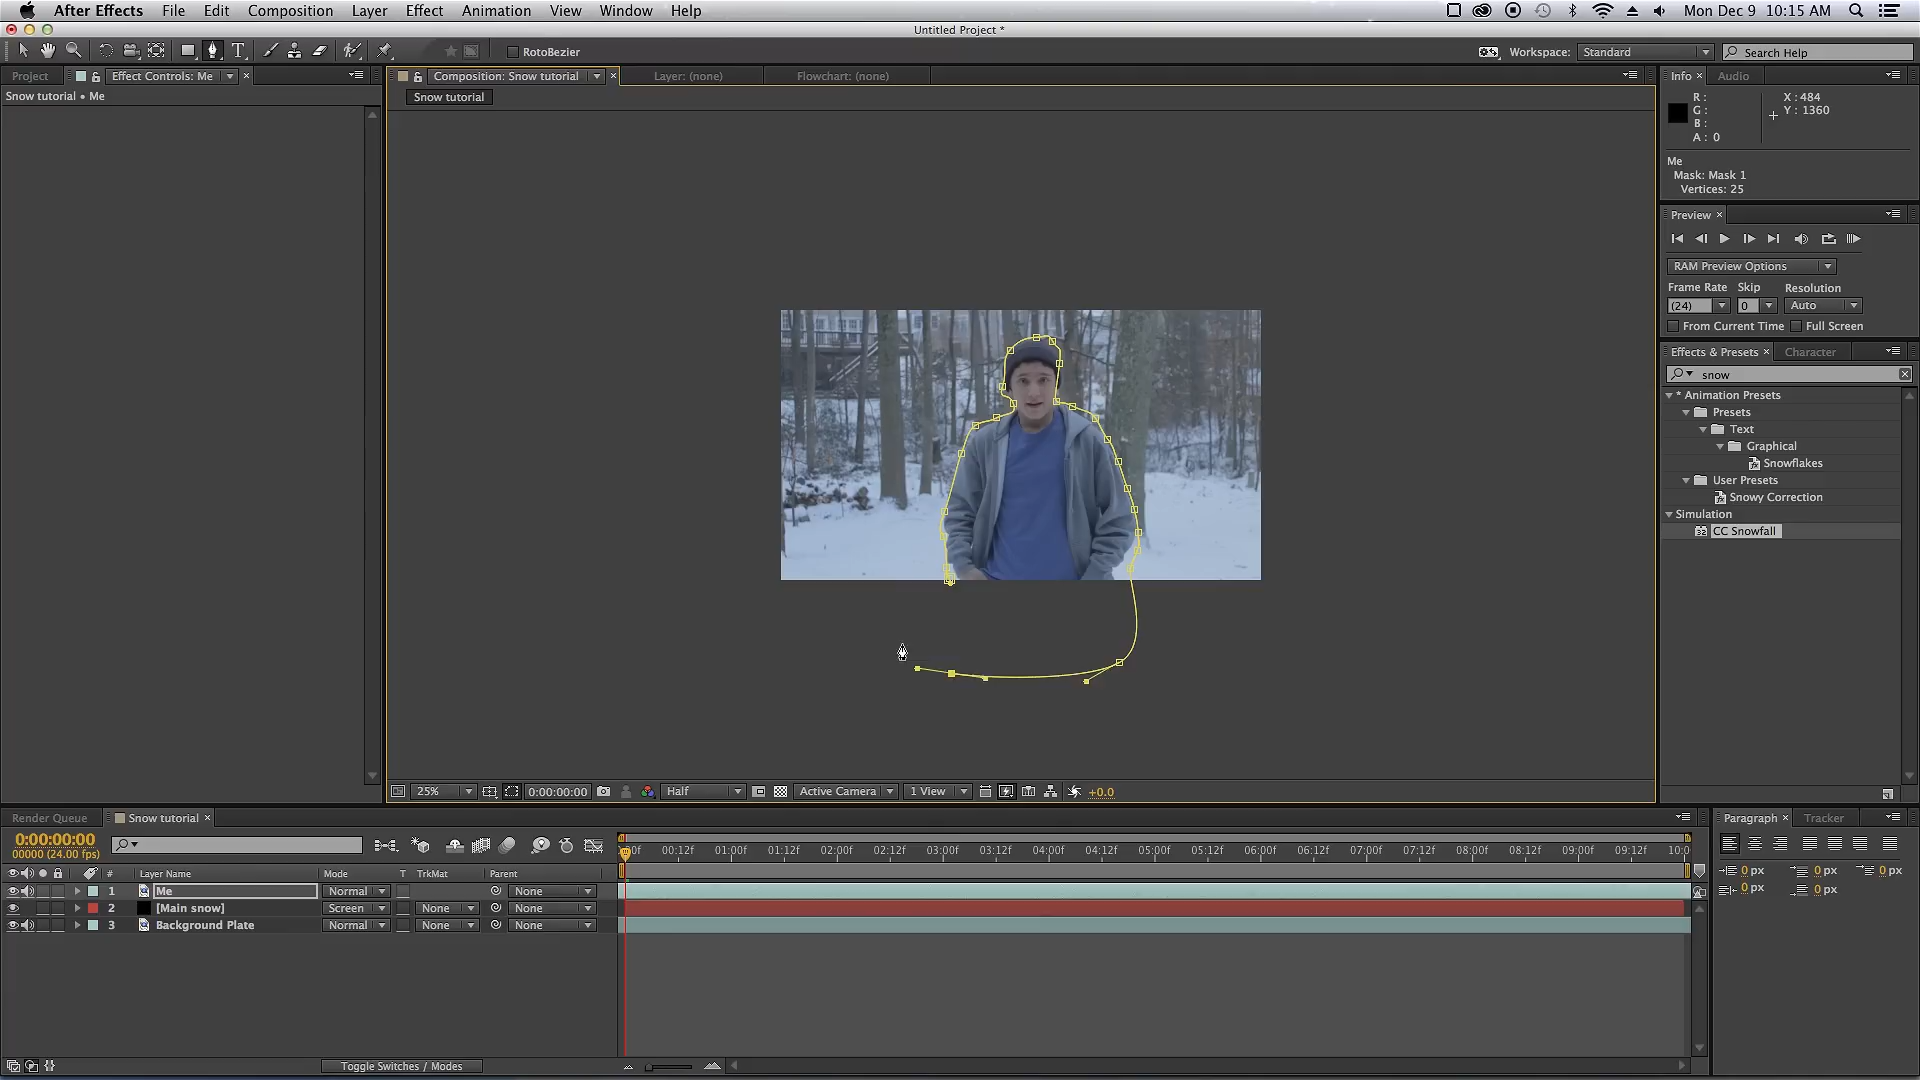 After Effects File Edit Composition Layer Effect Animation View Window Help Mon Dec 9 10:15 AM
Untitled Project *
RotoBezier Workspace: Standard Search Help
Project Effect Controls: Me Composition: Snow tutorial Layer: (none) Flowchart: (none) Info Audio
Snow tutorial • Me
Snow tutorial
R: X: 484
G: Y: 1360
B:
A: 0
Me
Mask: Mask 1
Vertices: 25
Preview
RAM Preview Options
Frame Rate Skip Resolution
(24) 0 Auto
From Current Time Full Screen
Effects & Presets Character
snow
* Animation Presets
Presets
Text
Graphical
Snowflakes
User Presets
Snowy Correction
Simulation
32 CC Snowfall
25% 0:00:00:00 Half Active Camera 1 View +0.0
Render Queue Snow tutorial Paragraph Tracker
0:00:00:00
00000 (24.00 fps)
00:12f 01:00f 01:12f 02:00f 02:12f 03:00f 03:12f 04:00f 04:12f 05:00f 05:12f 06:00f 06:12f 07:00f 07:12f 08:00f 08:12f 09:00f 09:12f 10:0
# Layer Name Mode T TrkMat Parent
1 Me Normal None
2 [Main snow] Screen None None
3 Background Plate Normal None None
0 px 0 px 0 px
0 px 0 px
Toggle Switches / Modes